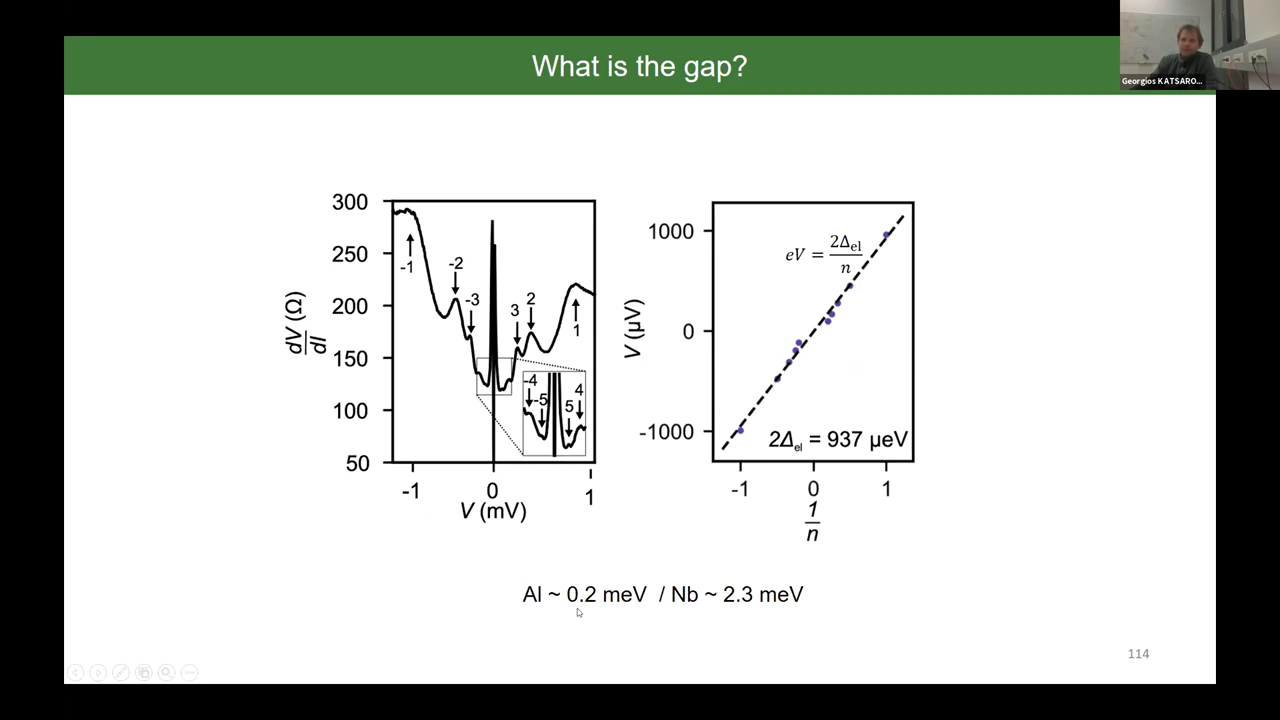 What is the gap?
Georgios KATSARO...
300
250
200
150
100
50
dV/dI (Ω)
-1
-2
-3
3
2
1
-4
-5
5
4
-1 0 1
V (mV)
1000
0
-1000
V (μV)
eV = 2Δel/n
2Δel = 937 μeV
-1 0 1
1/n
Al ~ 0.2 meV / Nb ~ 2.3 meV
114